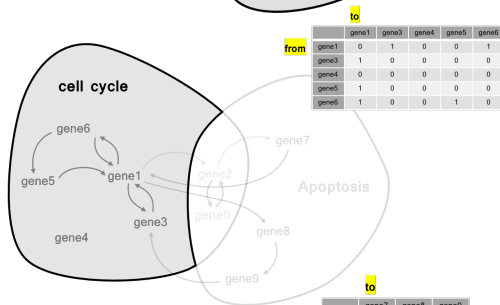 to
gene1 gene3 gene4 gene5 gene6
from gene1 0 1 0 0 1
gene3 1 0 0 0 0
gene4 0 0 0 0 0
gene5 1 0 0 0 0
gene6 1 0 0 1 0
cell cycle
gene6
gene7
gene5 gene1 gene2
Apoptosis
gene3 gene0
gene4 gene8
gene9
to
gene7 gene8 gene9